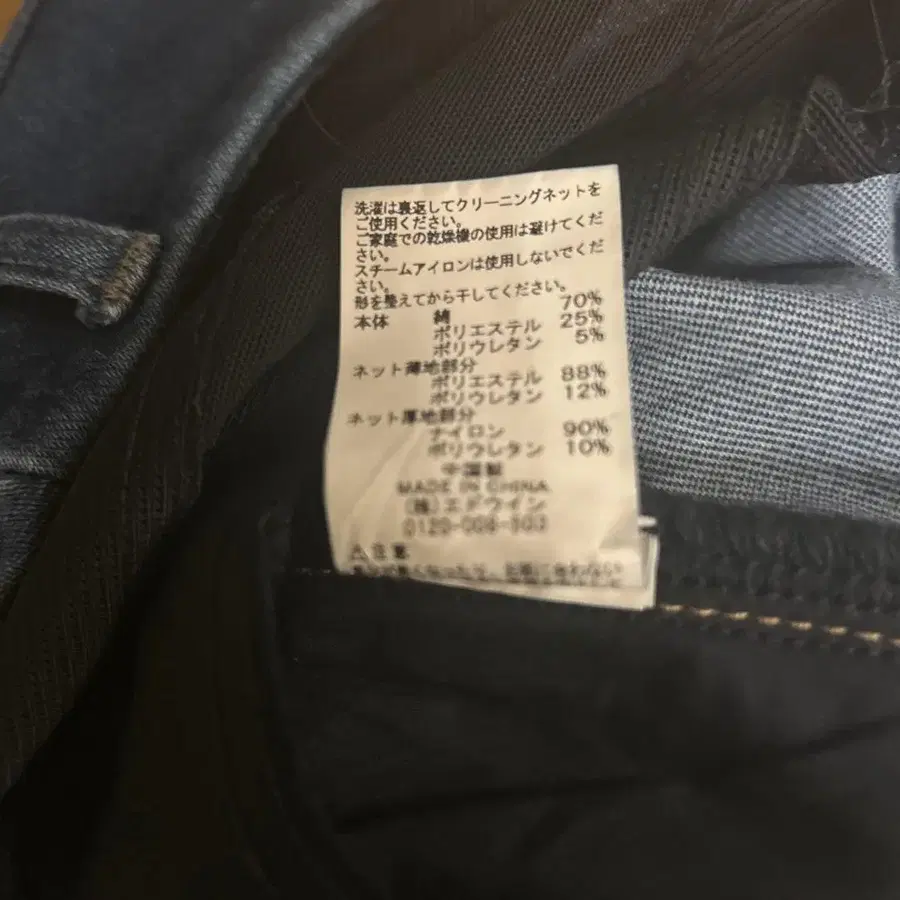 洗濯は裏返してクリーニングネットを
ご使用ください。
ご家庭での乾燥機の使用は避けてくだ
さい。
スチームアイロンは使用しないでくだ
さい。
形を整えてから干してください。
本体 綿 70%
ポリエステル 25%
ポリウレタン 5%
ネット薄地部分
ポリエステル 88%
ポリウレタン 12%
ネット厚地部分
ナイロン 90%
ポリウレタン 10%
中国製
MADE IN CHINA
(株)エドウイン
0120-008-503
⚠注意